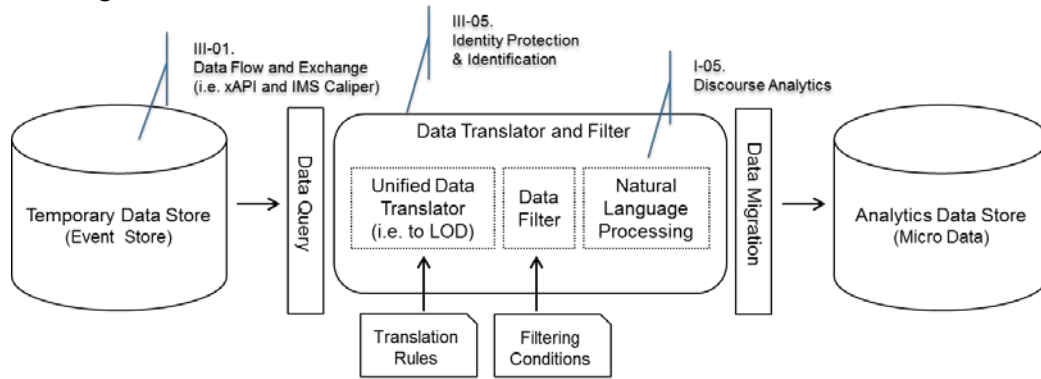 III-01.
Data Flow and Exchange
(i.e. xAPI and IMS Caliper)
III-05.
Identity Protection
& Identification
I-05.
Discourse Analytics
Temporary Data Store
(Event Store)
Data Query
Data Translator and Filter
Unified Data
Translator
(i.e. to LOD)
Data
Filter
Natural
Language
Processing
Data Migration
Analytics Data Store
(Micro Data)
Translation
Rules
Filtering
Conditions